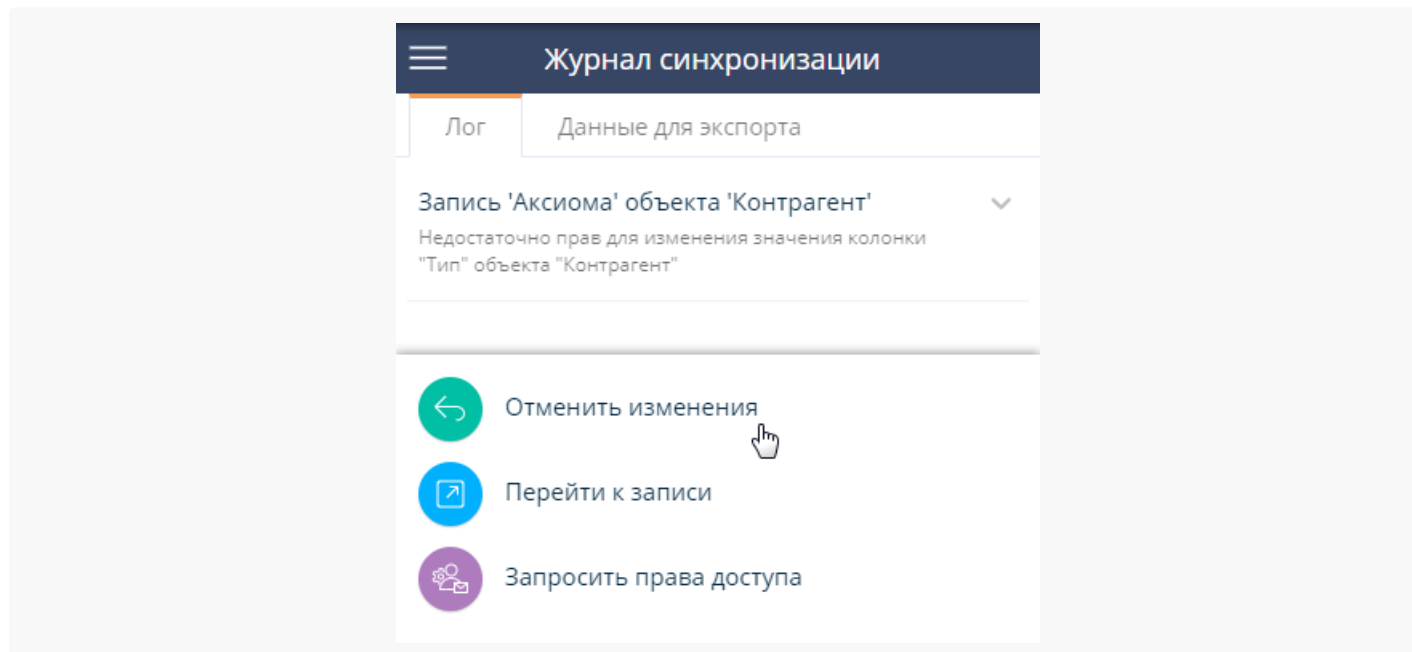 Журнал синхронизации
Лог
Данные для экспорта
Запись 'Аксиома' объекта 'Контрагент'
Недостаточно прав для изменения значения колонки
"Тип" объекта "Контрагент"
Отменить изменения
Перейти к записи
Запросить права доступа